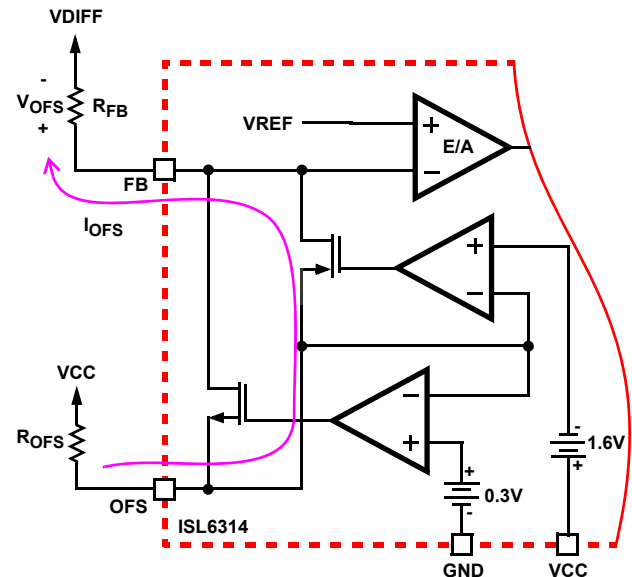 VDIFF
-
VOFS
+
RFB
VREF
+
E/A
-
FB
IOFS
+
-
VCC
ROFS
-
+
-
1.6V
+
+
0.3V
-
OFS
ISL6314
GND
VCC